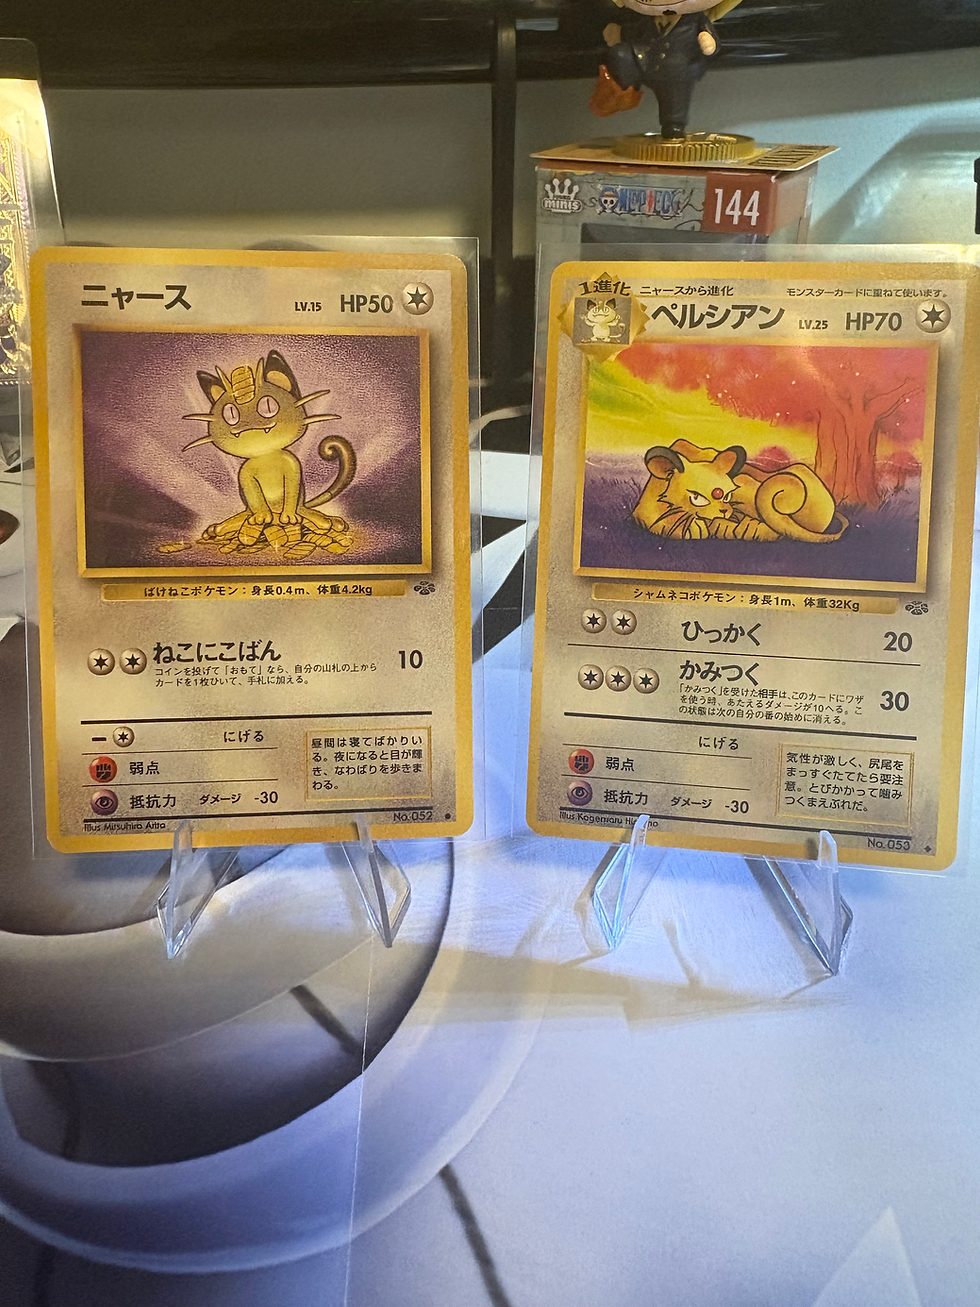 minis
ONE PIECE
144
ニャース
LV.15 HP50
ばけねこポケモン:身長0.4m、体重4.2kg
ねこにこばん
10
コインを投げて「おもて」なら、自分の山札の上から
カードを1枚ひいて、手札に加える。
にげる
弱点
抵抗力 ダメージ -30
昼間は寝てばかりい
る。夜になると目が輝
き、なわばりを歩きま
わる。
Illus Mitsuhiro Arita
No.052
1進化
ニャースから進化
モンスターカードに重ねて使います。
ペルシアン
LV.25 HP70
シャムネコポケモン:身長1m、体重32Kg
ひっかく
20
かみつく
30
「かみつく」を受けた相手は、このカードにワザ
を使う時、あたえるダメージが10へる。こ
の状態は次の自分の番の始めに消える。
にげる
弱点
抵抗力 ダメージ -30
気性が激しく、尻尾を
まっすぐたてたら要注
意。とびかかって噛み
つくまえぶれだ。
Illus Kagemaru
No.053